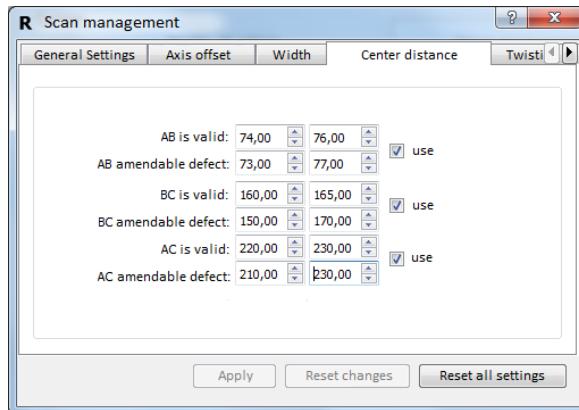 R Scan management
General Settings Axis offset Width Center distance Twisti
AB is valid: 74,00 76,00
use
AB amendable defect: 73,00 77,00
BC is valid: 160,00 165,00
use
BC amendable defect: 150,00 170,00
AC is valid: 220,00 230,00
use
AC amendable defect: 210,00 230,00
Apply Reset changes Reset all settings